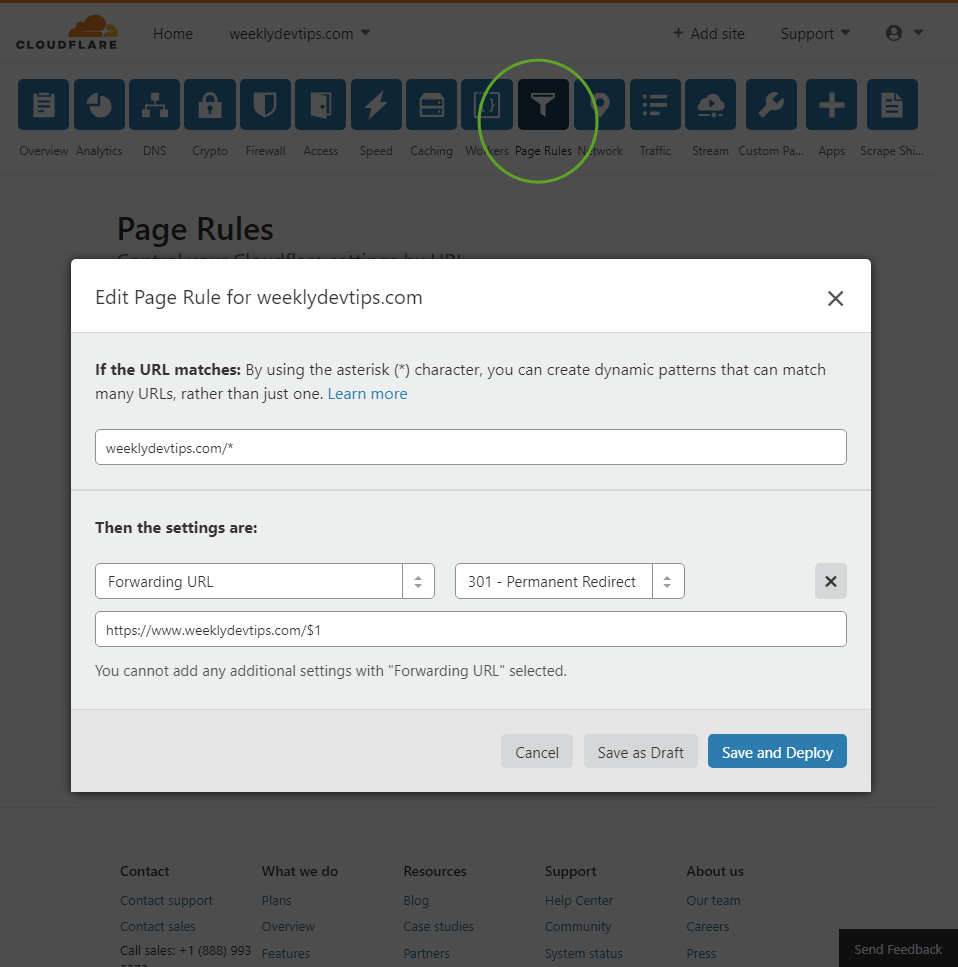 CLOUDFLARE
Home
weeklydevtips.com
+ Add site
Support
Overview Analytics DNS Crypto Firewall Access Speed Caching Workers Page Rules Network Traffic Stream Custom Pa... Apps Scrape Shi...
Page Rules
Control your Cloudflare settings by URL
Edit Page Rule for weeklydevtips.com
If the URL matches: By using the asterisk (*) character, you can create dynamic patterns that can match
many URLs, rather than just one. Learn more
weeklydevtips.com/*
Then the settings are:
Forwarding URL
301 - Permanent Redirect
https://www.weeklydevtips.com/$1
You cannot add any additional settings with "Forwarding URL" selected.
Cancel
Save as Draft
Save and Deploy
Contact
Contact support
Contact sales
Call sales: +1 (888) 993
What we do
Plans
Overview
Features
Resources
Blog
Case studies
Partners
Support
Help Center
Community
System status
About us
Our team
Careers
Press
Send Feedback